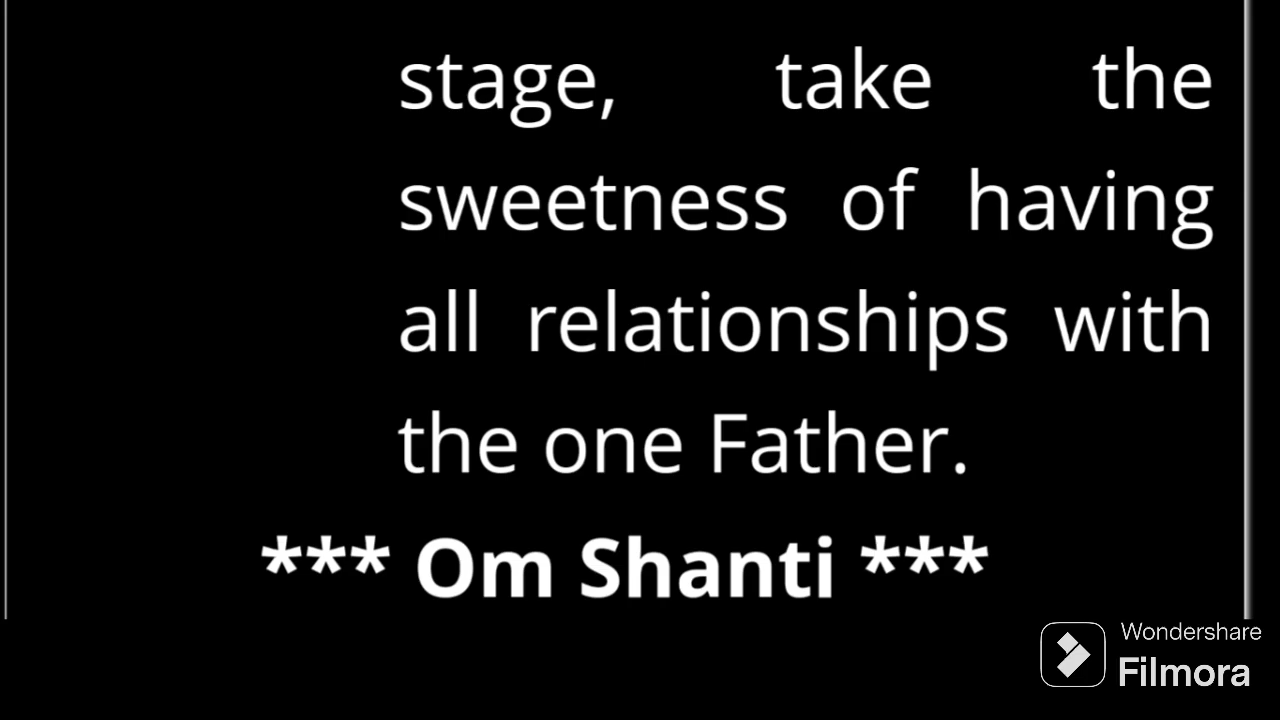 stage, take the
sweetness of having
all relationships with
the one Father.
*** Om Shanti ***
Wondershare
Filmora